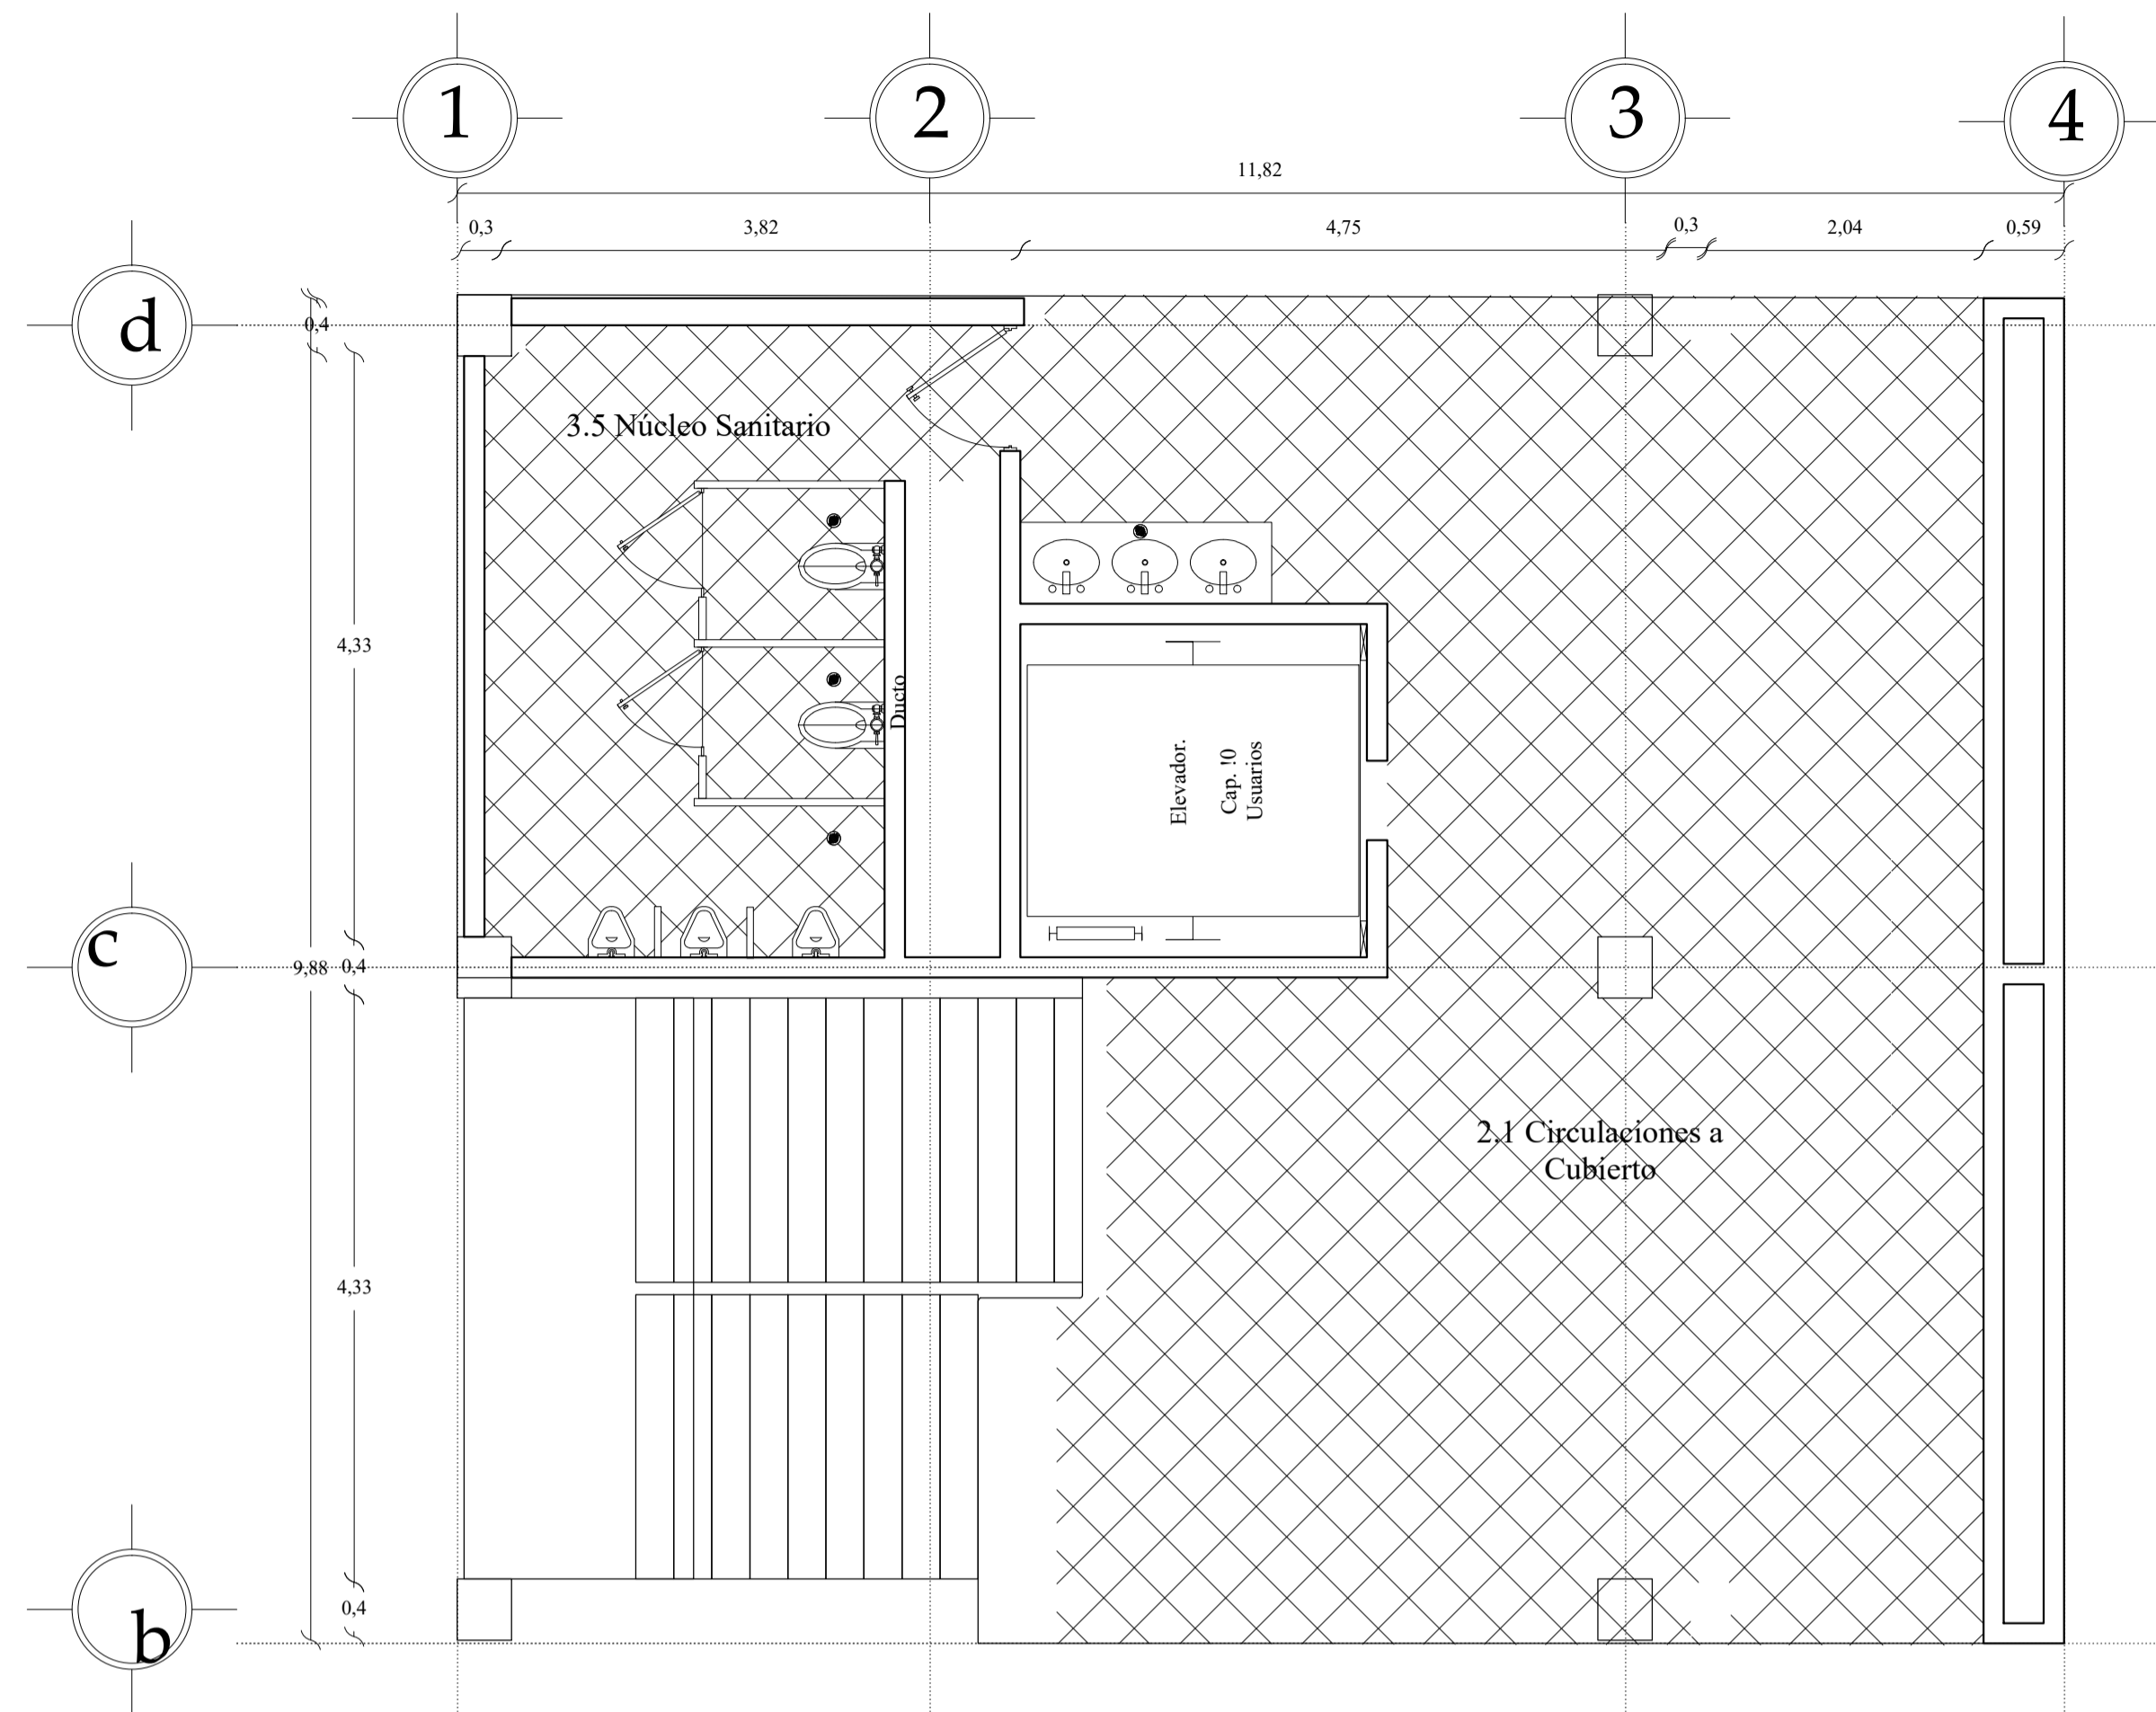 1
2
3
4
11,82
0,3
3,82
4,75
0,3
2,04
0,59
d
0,4
3.5 Núcleo Sanitario
4,33
Ducto
Elevador.
Cap. !0
Usuarios
c
9,88
0,4
2.1 Circulaciones a
Cubierto
4,33
0,4
b